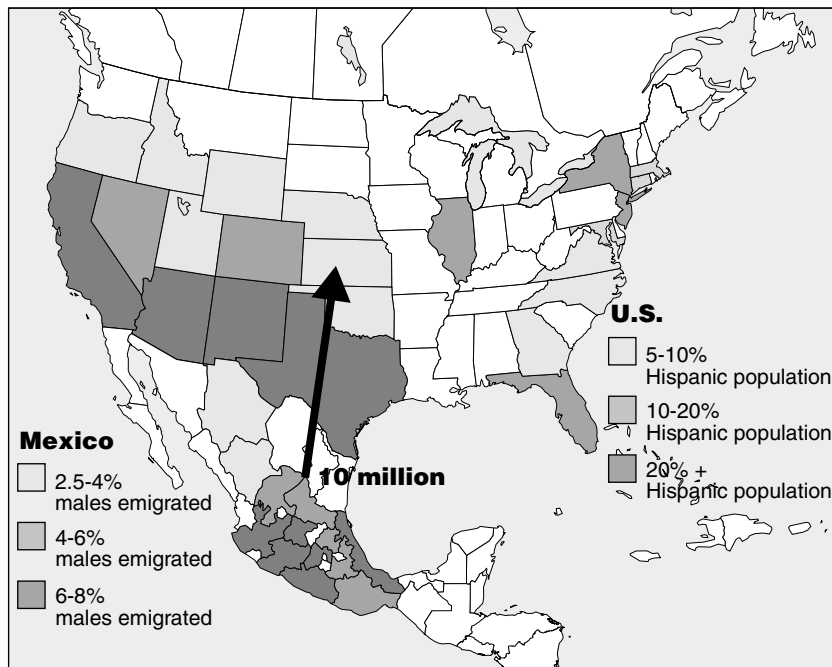 U.S.
5-10%
Hispanic population
10-20%
Hispanic population
20% +
Hispanic population
Mexico
2.5-4%
males emigrated
4-6%
males emigrated
6-8%
males emigrated
10 million